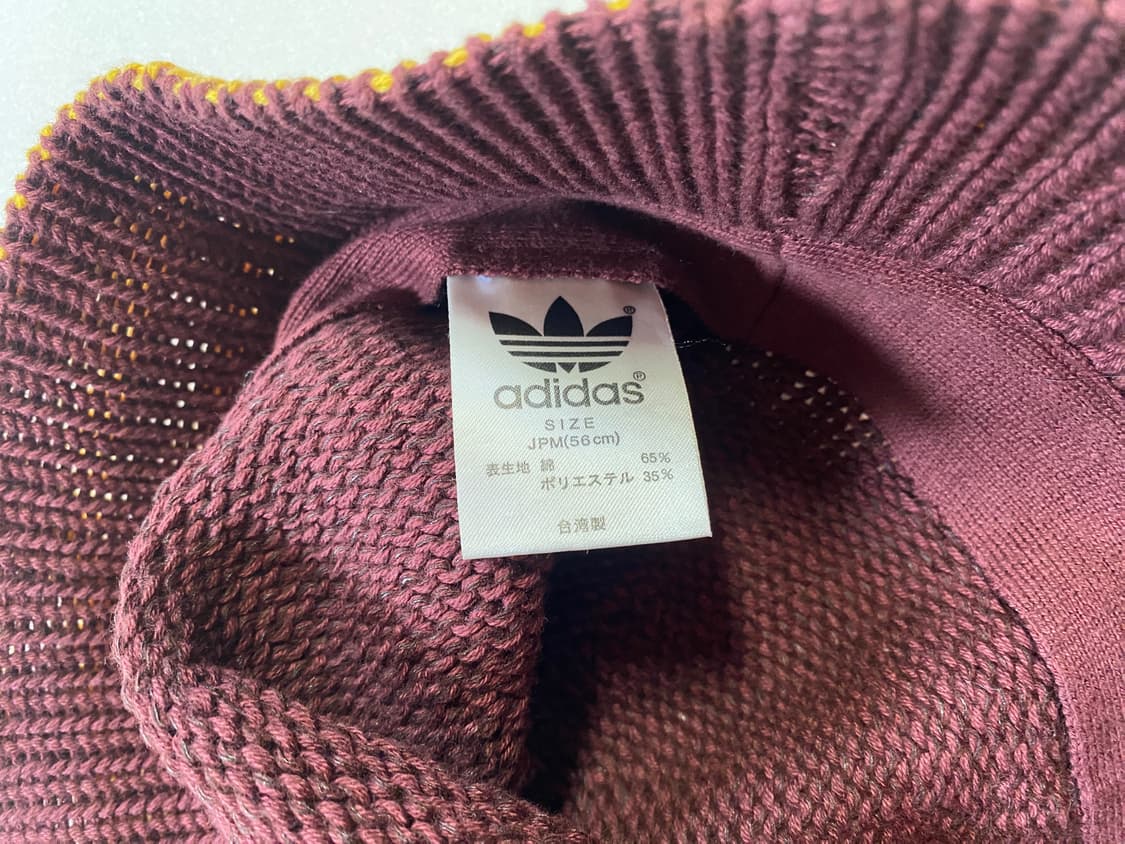 ®
adidas®
SIZE
JPM(56cm)
表生地 綿 65%
ポリエステル 35%
台湾製